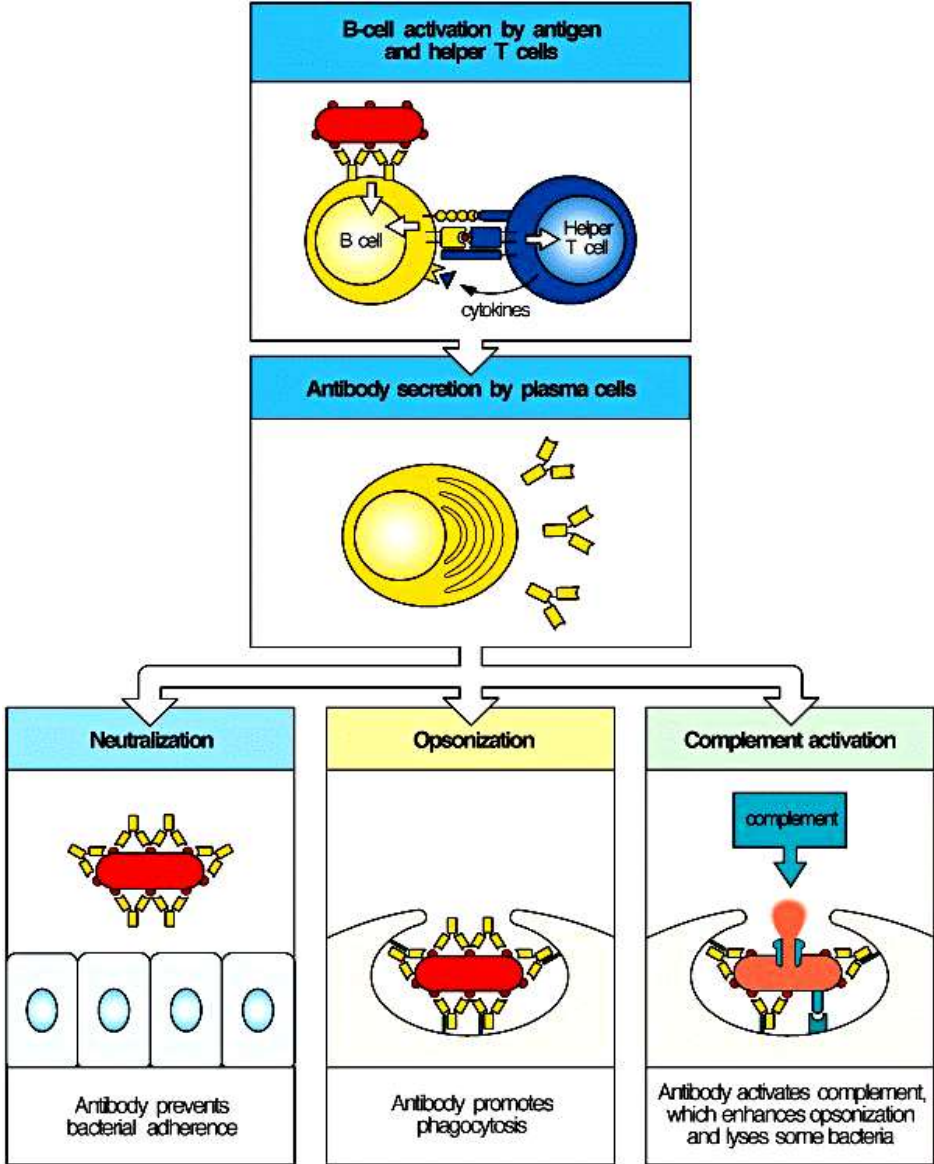 B-cell activation by antigen
and helper T cells
B cell
Helper
T cell
cytokines
Antibody secretion by plasma cells
Neutralization
Opsonization
Complement activation
complement
Antibody prevents
bacterial adherence
Antibody promotes
phagocytosis
Antibody activates complement,
which enhances opsonization
and lyses some bacteria